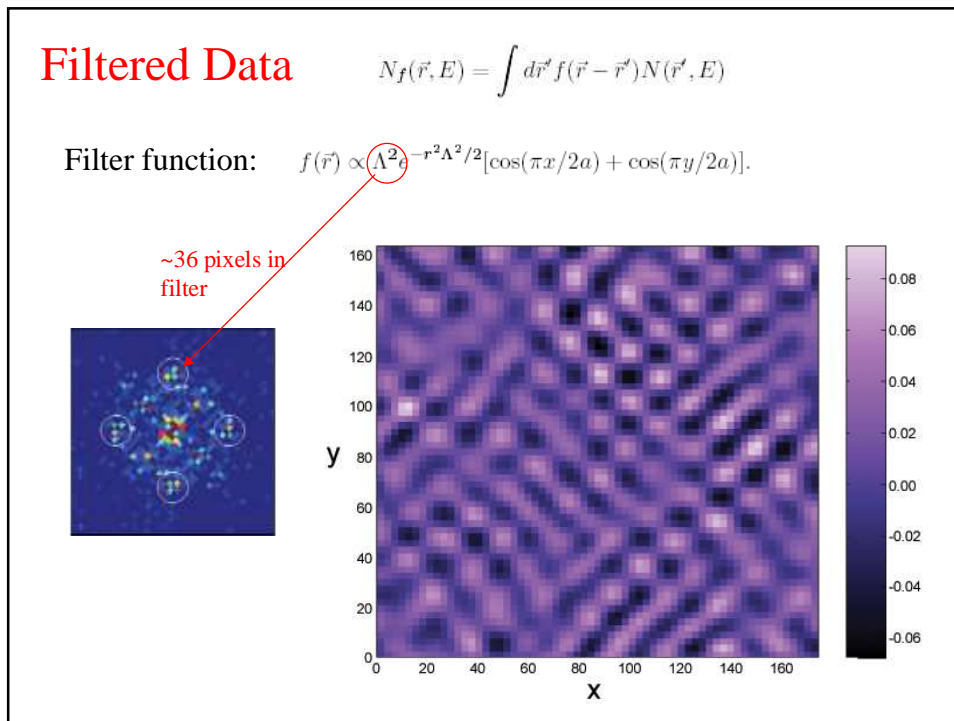 Filtered Data
N_f(r⃗, E) = ∫ dr⃗′ f(r⃗ − r⃗′)N(r⃗′, E)
Filter function: f(r⃗) ∝ Λ²e^{−r²Λ²/2}[cos(πx/2a) + cos(πy/2a)].
~36 pixels in
filter
160
140
120
100
80
60
40
20
0
y
0 20 40 60 80 100 120 140 160
x
0.08
0.06
0.04
0.02
0.00
-0.02
-0.04
-0.06